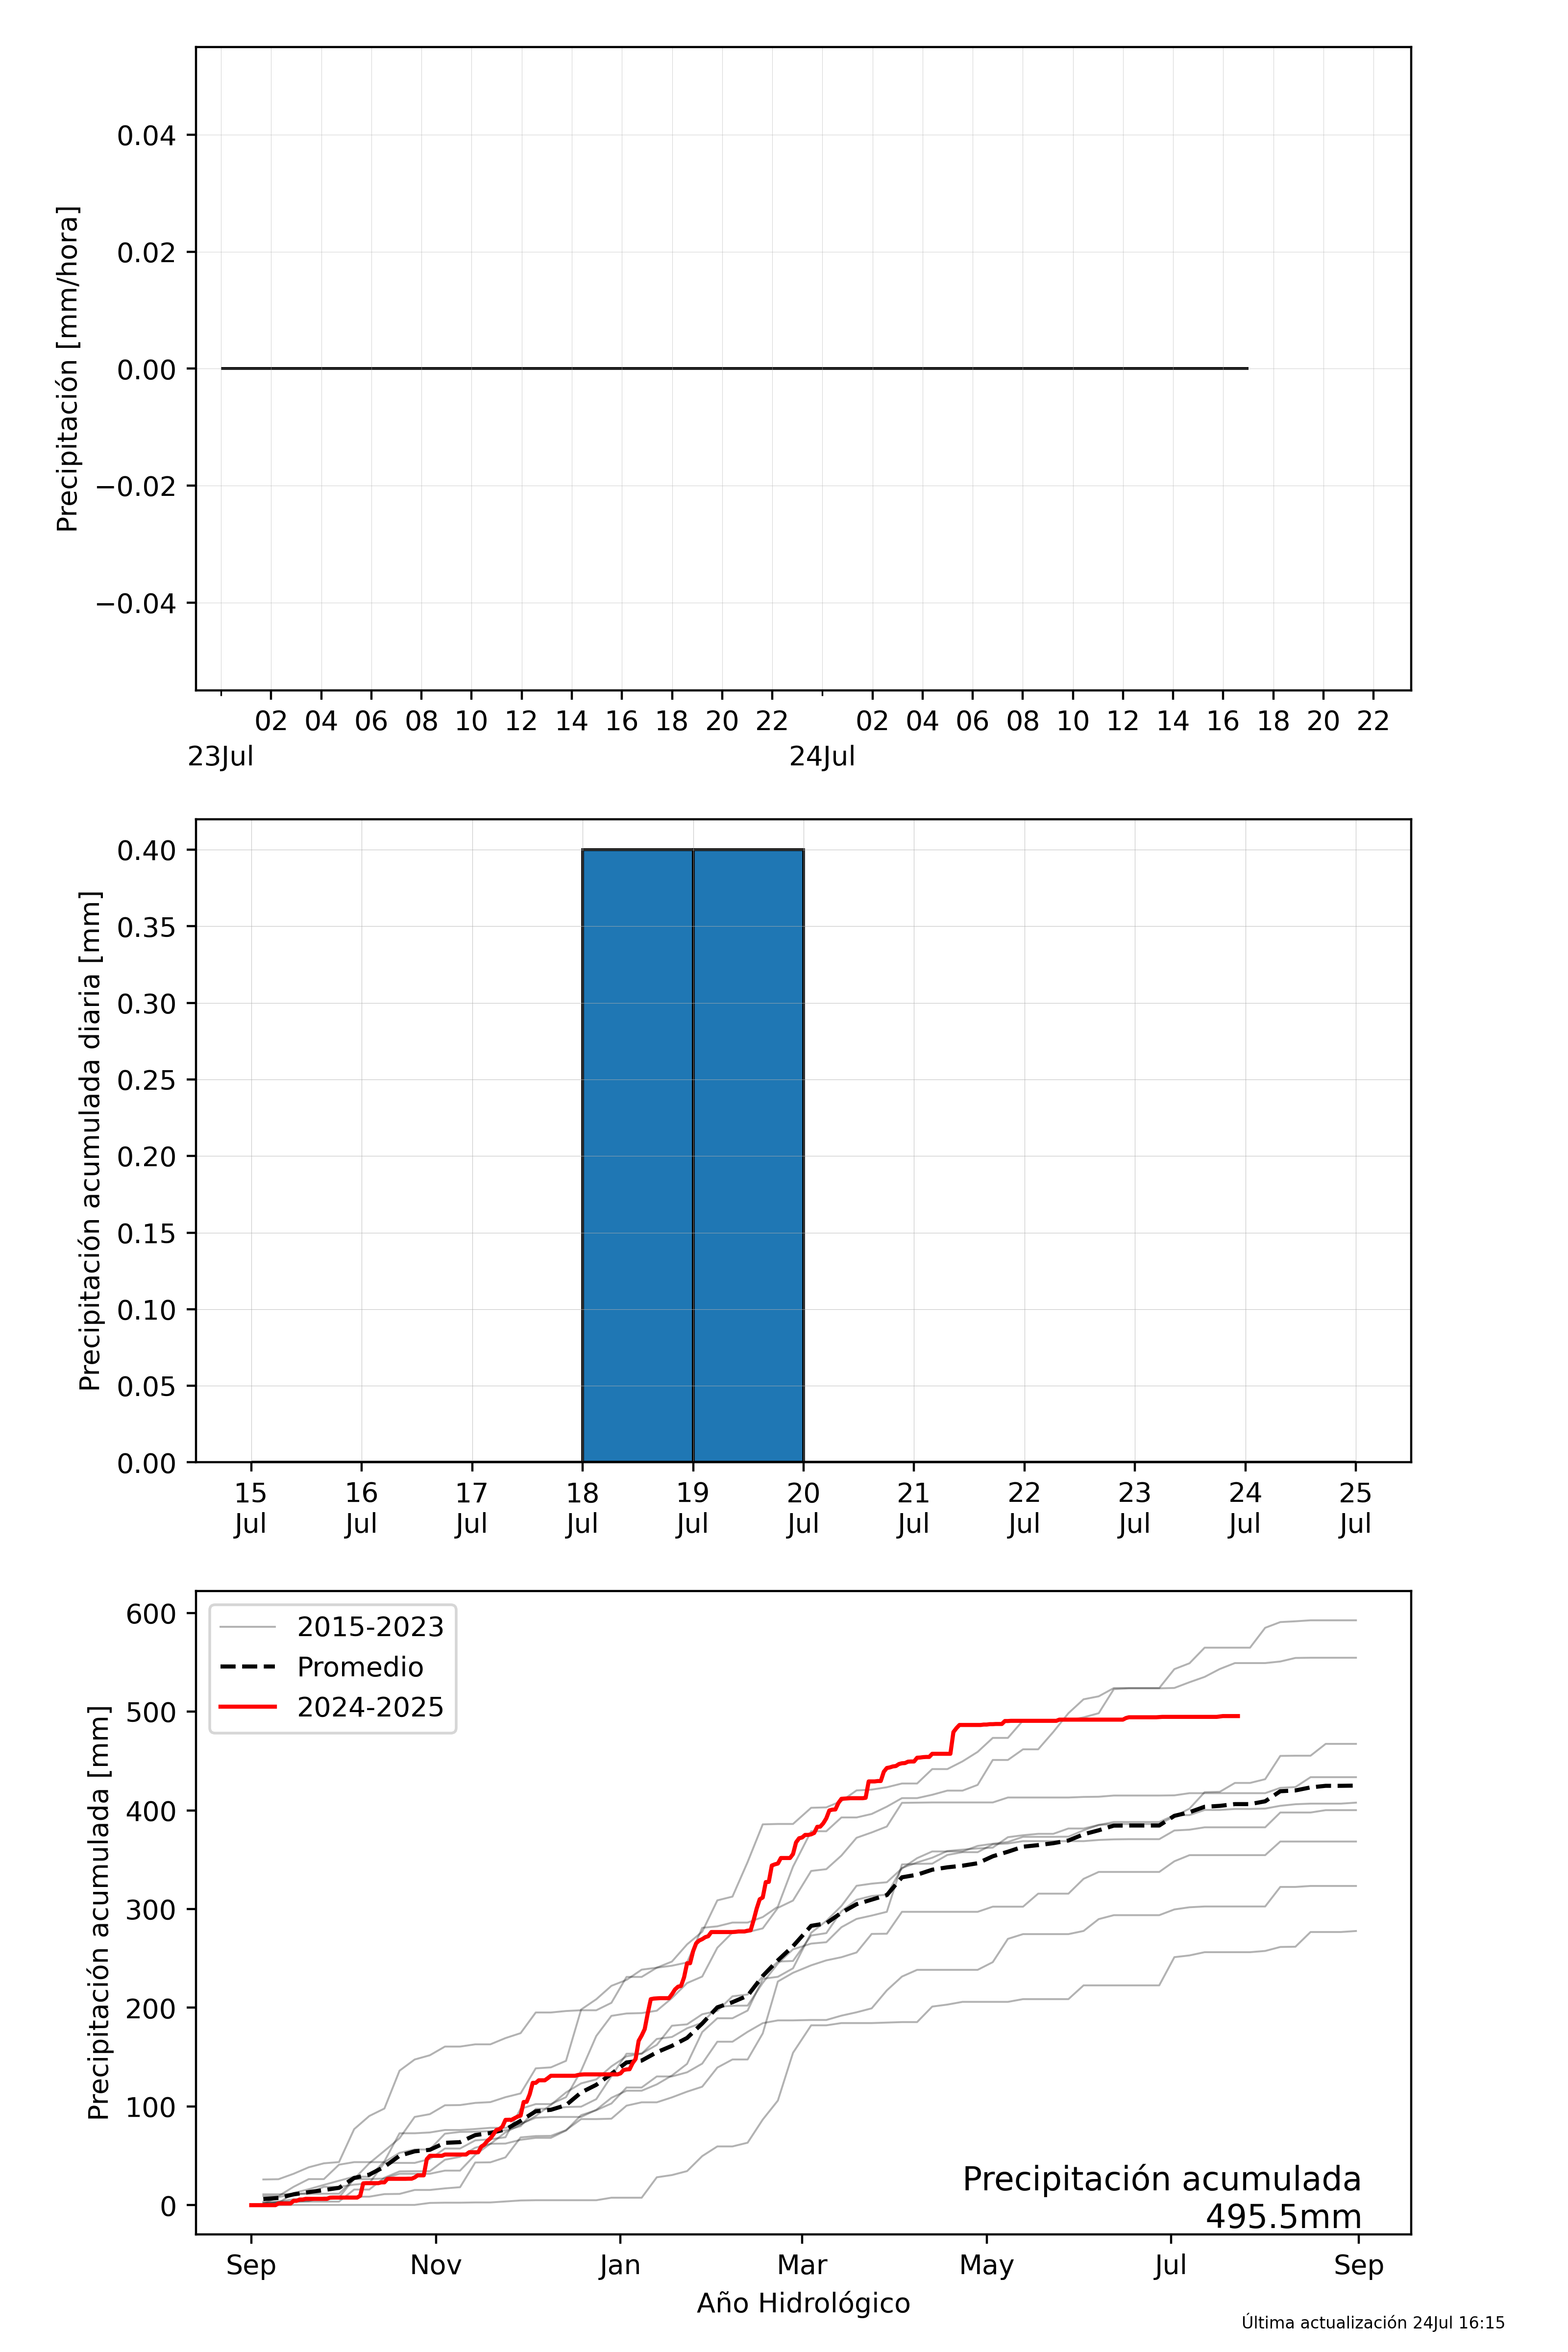 Precipitación [mm/hora]
0.04
0.02
0.00
−0.02
−0.04
02 04 06 08 10 12 14 16 18 20 22 02 04 06 08 10 12 14 16 18 20 22
23Jul 24Jul
Precipitación acumulada diaria [mm]
0.40
0.35
0.30
0.25
0.20
0.15
0.10
0.05
0.00
15 16 17 18 19 20 21 22 23 24 25
Jul Jul Jul Jul Jul Jul Jul Jul Jul Jul Jul
Precipitación acumulada [mm]
600
500
400
300
200
100
0
2015-2023
Promedio
2024-2025
Precipitación acumulada
495.5mm
Sep Nov Jan Mar May Jul Sep
Año Hidrológico
Última actualización 24Jul 16:15